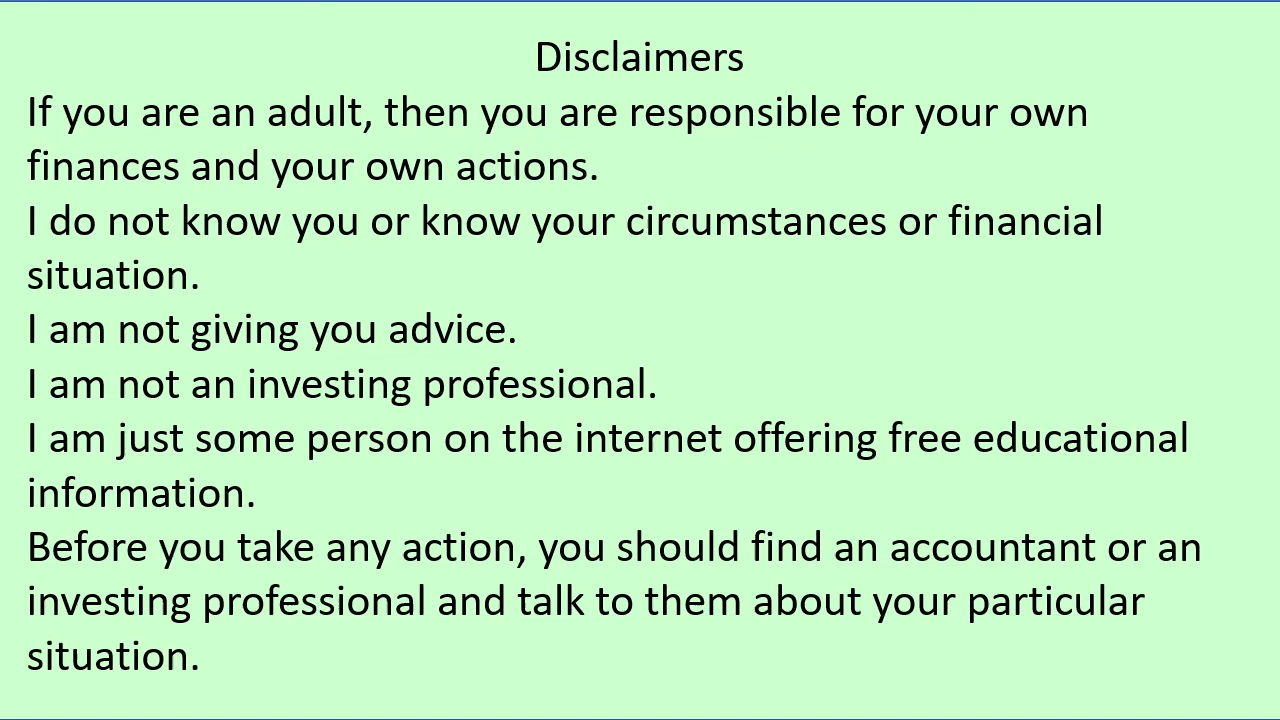 Disclaimers
If you are an adult, then you are responsible for your own
finances and your own actions.
I do not know you or know your circumstances or financial
situation.
I am not giving you advice.
I am not an investing professional.
I am just some person on the internet offering free educational
information.
Before you take any action, you should find an accountant or an
investing professional and talk to them about your particular
situation.